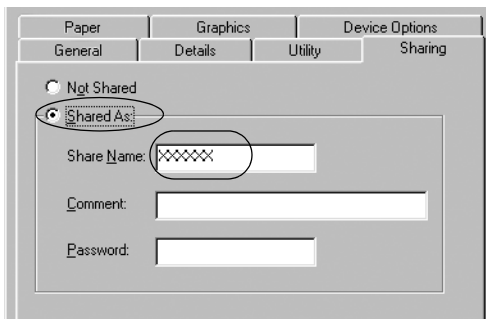 Paper Graphics Device Options
General Details Utility Sharing
Not Shared
Shared As:
Share Name: XXXXXX
Comment:
Password: